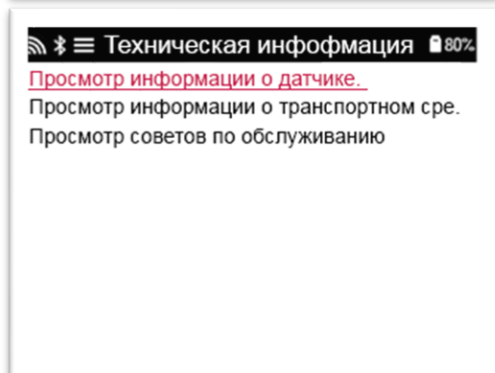 Техническая инфофмация 80%
Просмотр информации о датчике.
Просмотр информации о транспортном сре.
Просмотр советов по обслуживанию